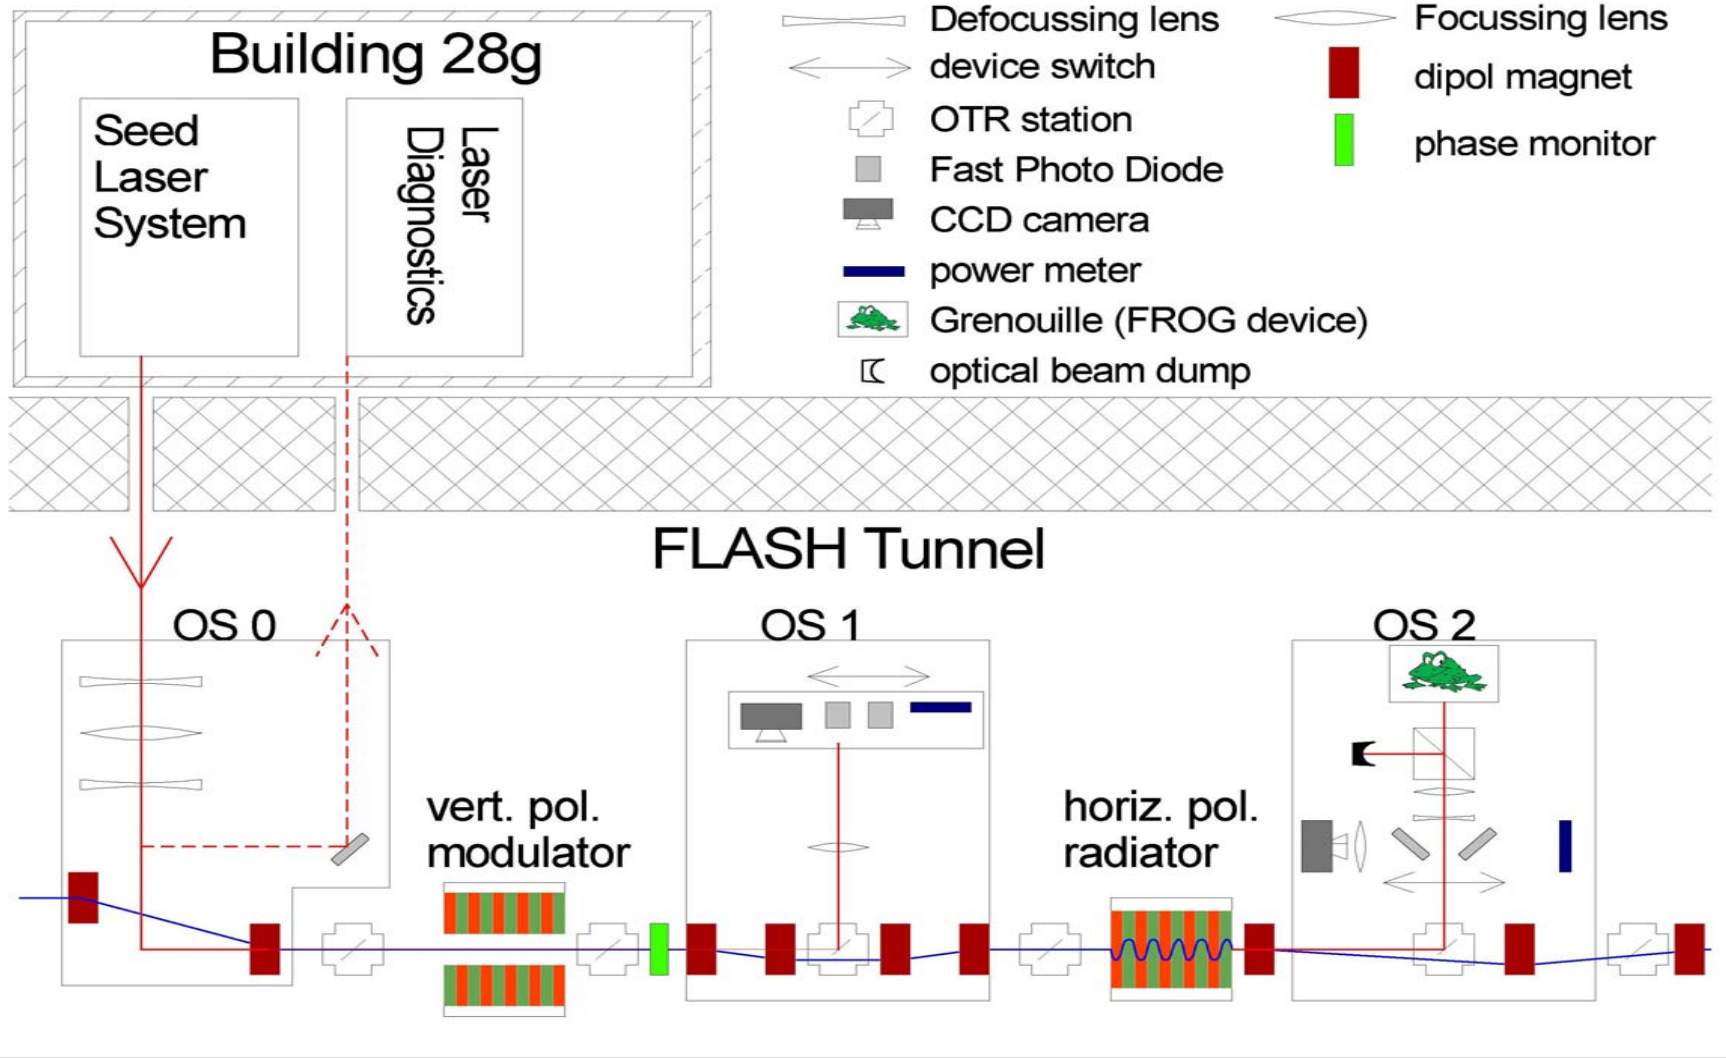 Building 28g
Seed
Laser
System
Laser
Diagnostics
Defocussing lens
device switch
OTR station
Fast Photo Diode
CCD camera
power meter
Grenouille (FROG device)
optical beam dump
Focussing lens
dipol magnet
phase monitor
FLASH Tunnel
OS 0
OS 1
OS 2
vert. pol.
modulator
horiz. pol.
radiator